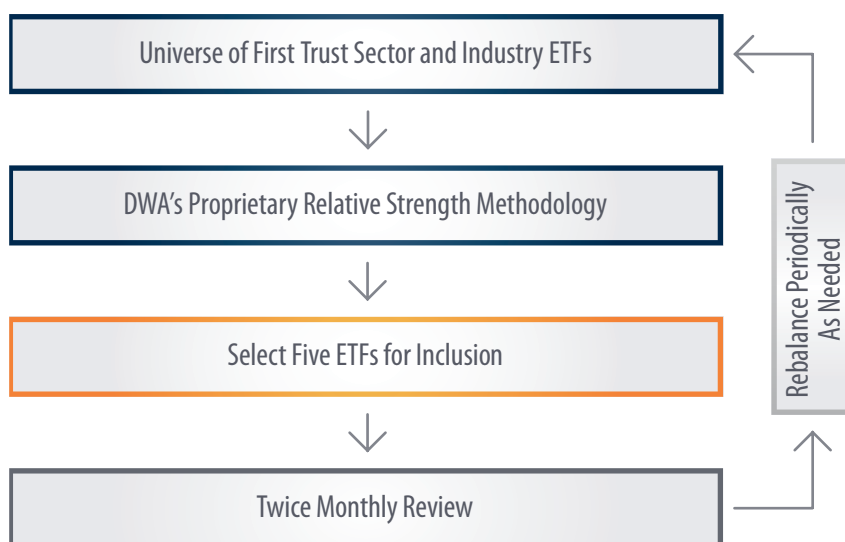 Universe of First Trust Sector and Industry ETFs
DWA’s Proprietary Relative Strength Methodology
Select Five ETFs for Inclusion
Twice Monthly Review
Rebalance Periodically
As Needed